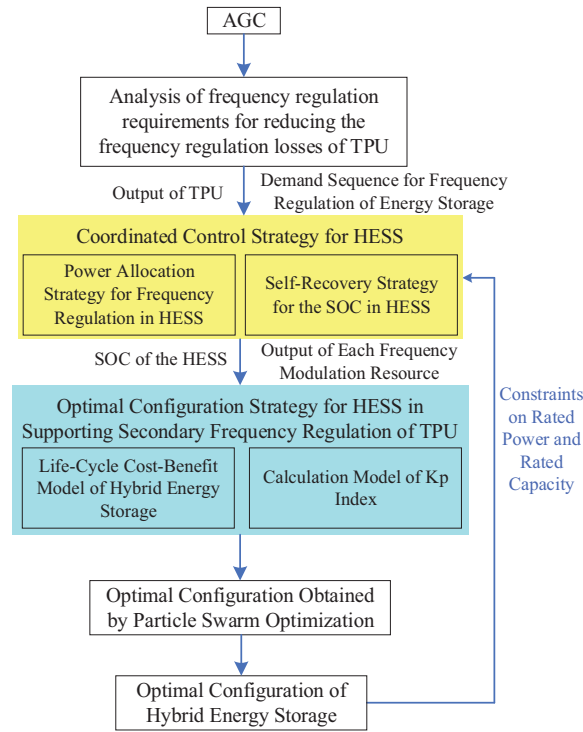 AGC
Analysis of frequency regulation
requirements for reducing the
frequency regulation losses of TPU
Output of TPU
Demand Sequence for Frequency
Regulation of Energy Storage
Coordinated Control Strategy for HESS
Power Allocation
Strategy for Frequency
Regulation in HESS
Self-Recovery Strategy
for the SOC in HESS
SOC of the HESS
Output of Each Frequency
Modulation Resource
Optimal Configuration Strategy for HESS in
Supporting Secondary Frequency Regulation of TPU
Life-Cycle Cost-Benefit
Model of Hybrid Energy
Storage
Calculation Model of Kp
Index
Constraints
on Rated
Power and
Rated
Capacity
Optimal Configuration Obtained
by Particle Swarm Optimization
Optimal Configuration of
Hybrid Energy Storage